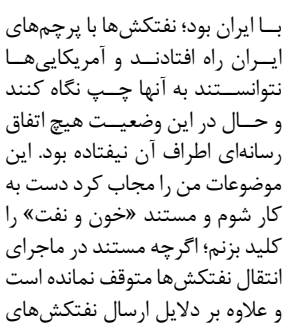 بـا ایران بود؛ نفتکش‌ها با پرچم‌های
ایـران راه افتادنـد و آمریکایی‌هـا
نتوانسـتند به آنها چـپ نگاه کنند
و حـال در این وضعیـت هیچ اتفاق
رسانه‌ای اطراف آن نیفتاده بود. این
موضوعات من را مجاب کرد دست به
کار شوم و مستند «خون و نفت» را
کلید بزنم؛ اگرچه مستند در ماجرای
انتقال نفتکش‌ها متوقف نمانده است
و علاوه بر دلایل ارسال نفتکش‌های